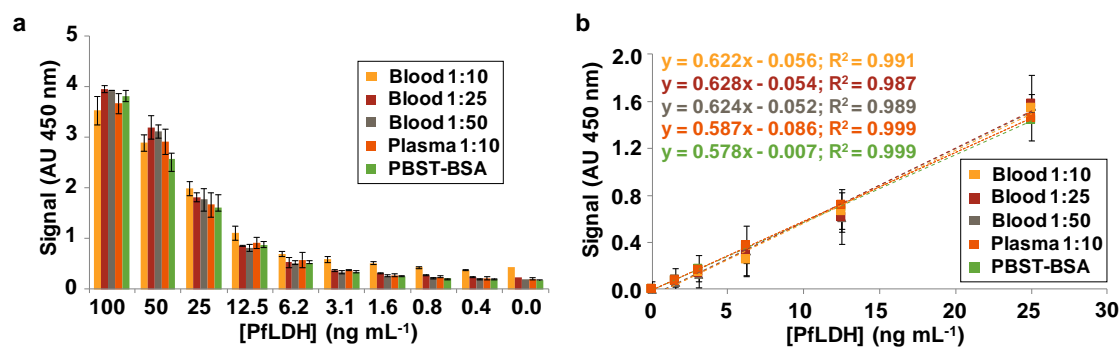 a
Signal (AU 450 nm)
5
4
3
2
1
0
Blood 1:10
Blood 1:25
Blood 1:50
Plasma 1:10
PBST-BSA
100 50 25 12.5 6.2 3.1 1.6 0.8 0.4 0.0
[PfLDH] (ng mL⁻¹)
b
Signal (AU 450 nm)
2.0
1.6
1.2
0.8
0.4
0.0
y = 0.622x - 0.056; R² = 0.991
y = 0.628x - 0.054; R² = 0.987
y = 0.624x - 0.052; R² = 0.989
y = 0.587x - 0.086; R² = 0.999
y = 0.578x - 0.007; R² = 0.999
Blood 1:10
Blood 1:25
Blood 1:50
Plasma 1:10
PBST-BSA
0 5 10 15 20 25 30
[PfLDH] (ng mL⁻¹)